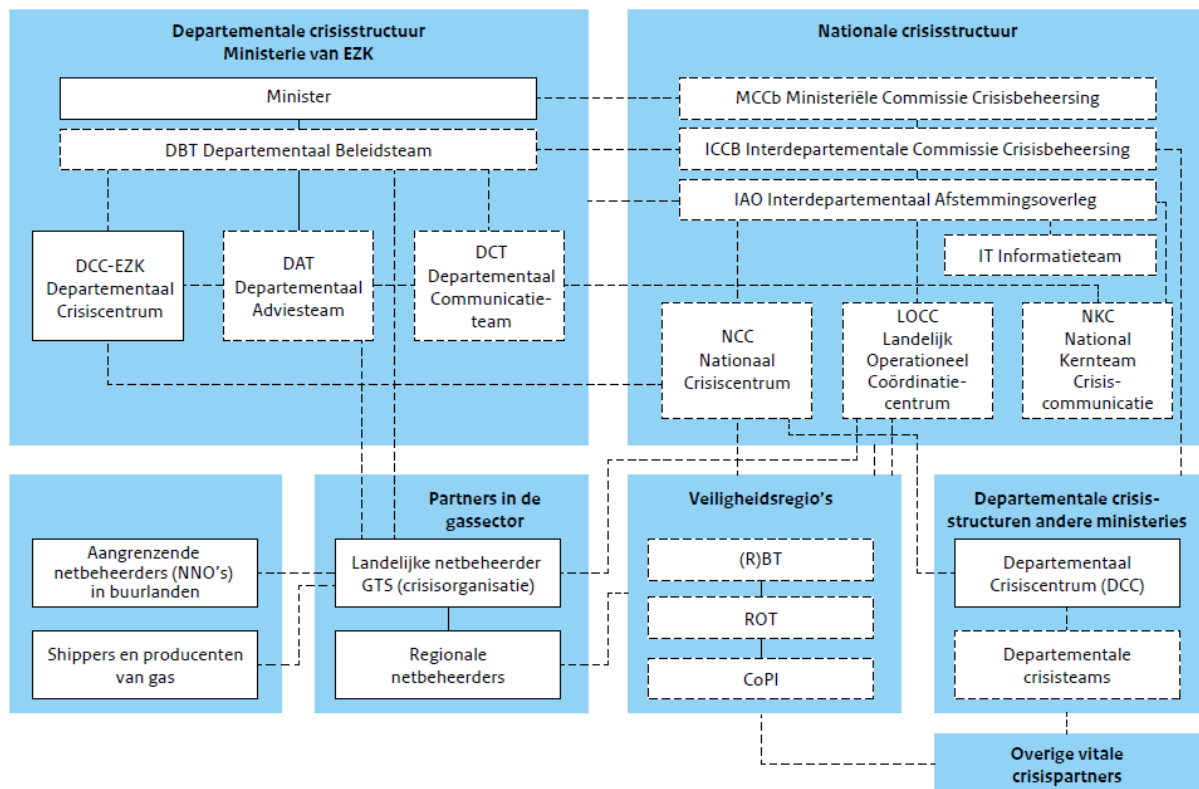 Departementale crisisstructuur
Ministerie van EZK
Minister
DBT Departementaal Beleidsteam
DCC-EZK
Departementaal
Crisiscentrum
DAT
Departementaal
Adviesteam
DCT
Departementaal
Communicatie-
team
Nationale crisisstructuur
MCCb Ministeriële Commissie Crisisbeheersing
ICCB Interdepartementale Commissie Crisisbeheersing
IAO Interdepartementaal Afstemmingsoverleg
IT Informatieteam
NCC
Nationaal
Crisiscentrum
LOCC
Landelijk
Operationeel
Coördinatie-
centrum
NKC
National
Kernteam
Crisis-
communicatie
Aangrenzende
netbeheerders (NNO's)
in buurlanden
Shippers en producenten
van gas
Partners in de
gassector
Landelijke netbeheerder
GTS (crisisorganisatie)
Regionale
netbeheerders
Veiligheidsregio's
(R)BT
ROT
CoPI
Departementale crisis-
structuren andere ministeries
Departementaal
Crisiscentrum (DCC)
Departementale
crisisteams
Overige vitale
crisispartners